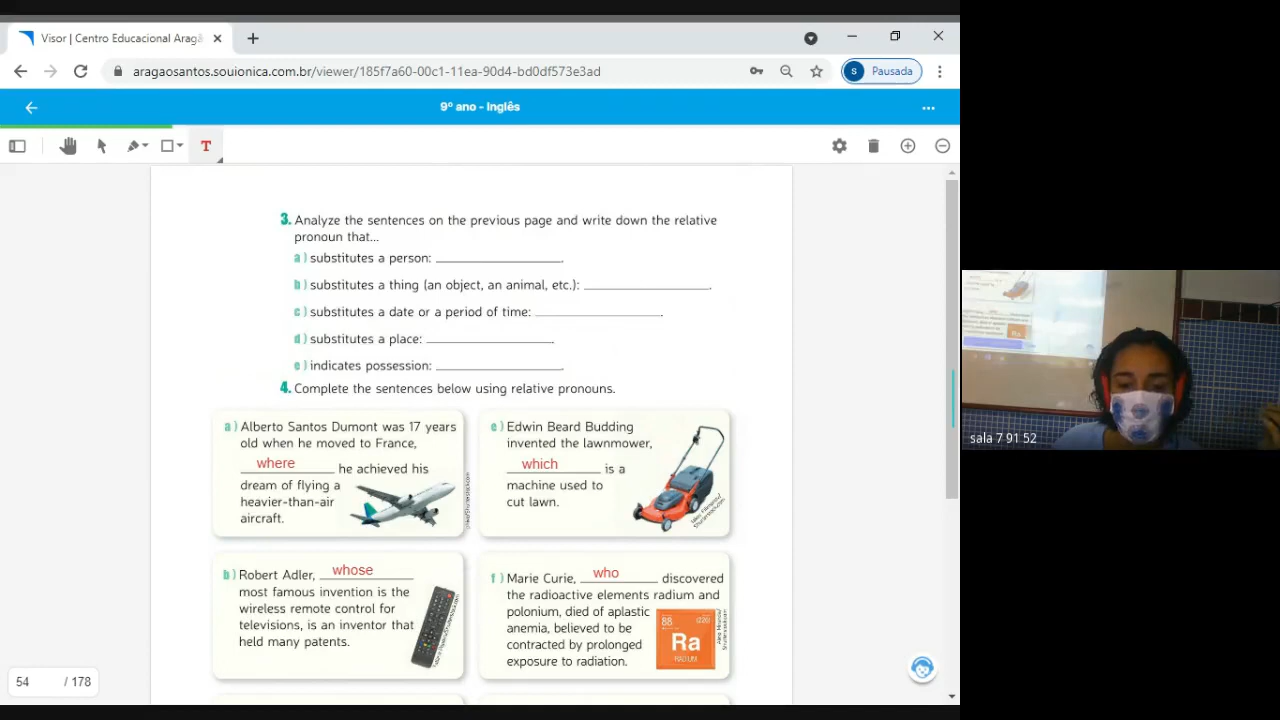 Visor | Centro Educacional Aragã
aragaosantos.souionica.com.br/viewer/185f7a60-00c1-11ea-90d4-bd0df573e3ad
S Pausada
9º ano - Inglês
T
3. Analyze the sentences on the previous page and write down the relative
pronoun that...
a) substitutes a person: ____________.
b) substitutes a thing (an object, an animal, etc.): ____________.
c) substitutes a date or a period of time: ____________.
d) substitutes a place: ____________.
e) indicates possession: ____________.
4. Complete the sentences below using relative pronouns.
a) Alberto Santos Dumont was 17 years
old when he moved to France,
where he achieved his
dream of flying a
heavier-than-air
aircraft.
e) Edwin Beard Budding
invented the lawnmower,
which is a
machine used to
cut lawn.
b) Robert Adler, whose
most famous invention is the
wireless remote control for
televisions, is an inventor that
held many patents.
f) Marie Curie, who discovered
the radioactive elements radium and
polonium, died of aplastic
anemia, believed to be
contracted by prolonged
exposure to radiation.
88 (226)
Ra
RADIUM
54 / 178
sala 7 91 52